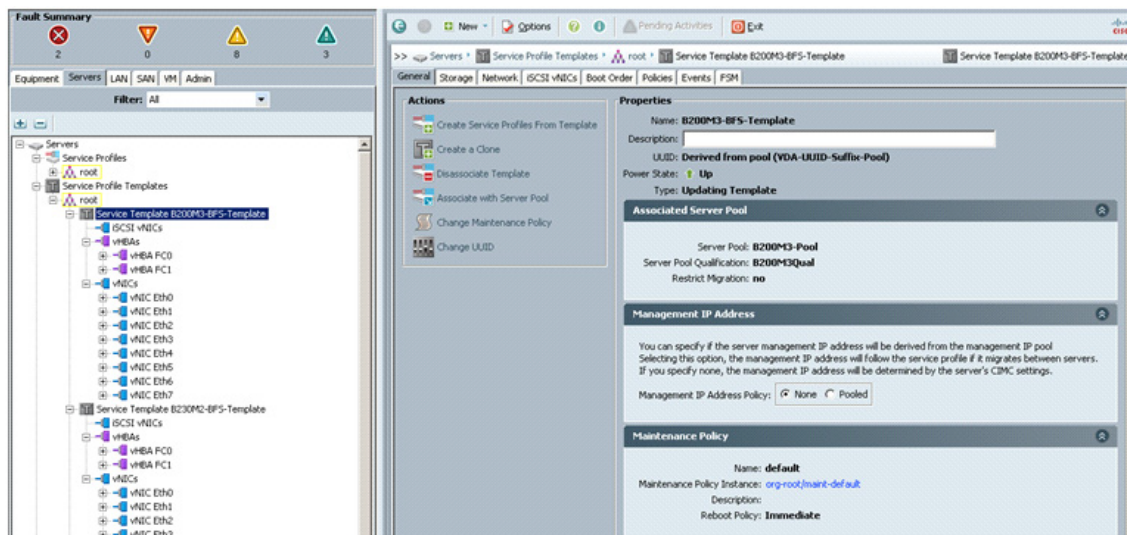 Fault Summary
2 0 8 3
Equipment Servers LAN SAN VM Admin
Filter: All
Servers
Service Profiles
root
Service Profile Templates
root
Service Template B200M3-BFS-Template
iSCSI vNICs
vHBAs
vHBA FC0
vHBA FC1
vNICs
vNIC Eth0
vNIC Eth1
vNIC Eth2
vNIC Eth3
vNIC Eth4
vNIC Eth5
vNIC Eth6
vNIC Eth7
Service Template B230M2-BFS-Template
iSCSI vNICs
vHBAs
vHBA FC0
vHBA FC1
vNICs
vNIC Eth0
vNIC Eth1
vNIC Eth2
vNIC Eth3
New Options Pending Activities Exit
>> Servers Service Profile Templates root Service Template B200M3-BFS-Template Service Template B200M3-BFS-Template
General Storage Network iSCSI vNICs Boot Order Policies Events FSM
Actions
Create Service Profiles From Template
Create a Clone
Disassociate Template
Associate with Server Pool
Change Maintenance Policy
Change UUID
Properties
Name: B200M3-BFS-Template
Description:
UUID: Derived from pool (VDA-UUID-Suffix-Pool)
Power State: Up
Type: Updating Template
Associated Server Pool
Server Pool: B200M3-Pool
Server Pool Qualification: B200M3Qual
Restrict Migration: no
Management IP Address
You can specify if the server management IP address will be derived from the management IP pool
Selecting this option, the management IP address will follow the service profile if it migrates between servers.
If you specify none, the management IP address will be determined by the server's CIMC settings.
Management IP Address Policy: None Pooled
Maintenance Policy
Name: default
Maintenance Policy Instance: org-root/maint-default
Description:
Reboot Policy: Immediate